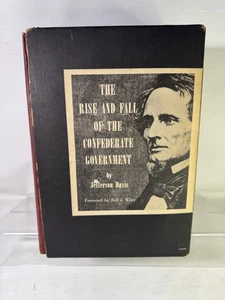 THE
RISE AND FALL
OF THE
CONFEDERATE
GOVERNMENT
by
Jefferson Davis
Foreword by Bell I. Wiley